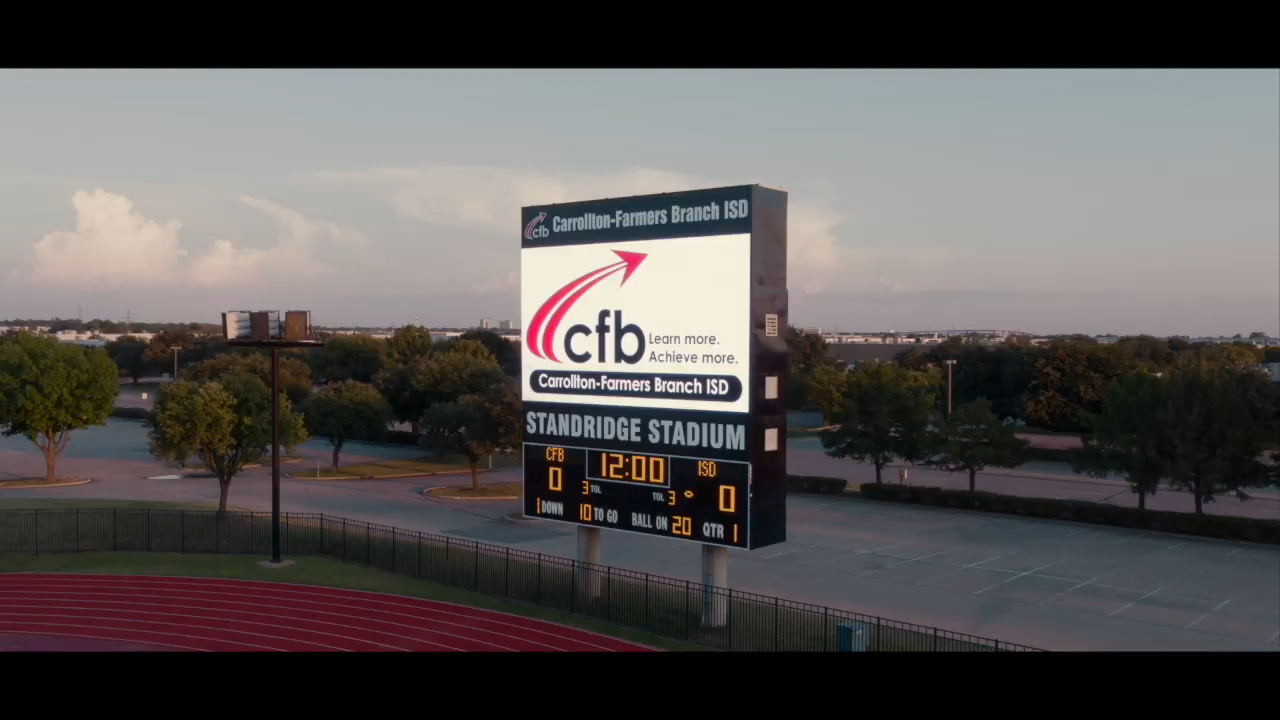 cfb Carrollton-Farmers Branch ISD
cfb
Learn more.
Achieve more.
Carrollton-Farmers Branch ISD
STANDRIDGE STADIUM
CFB 12:00 ISD
0 3 TOL TOL 3 0
1 DOWN 10 TO GO BALL ON 20 QTR 1